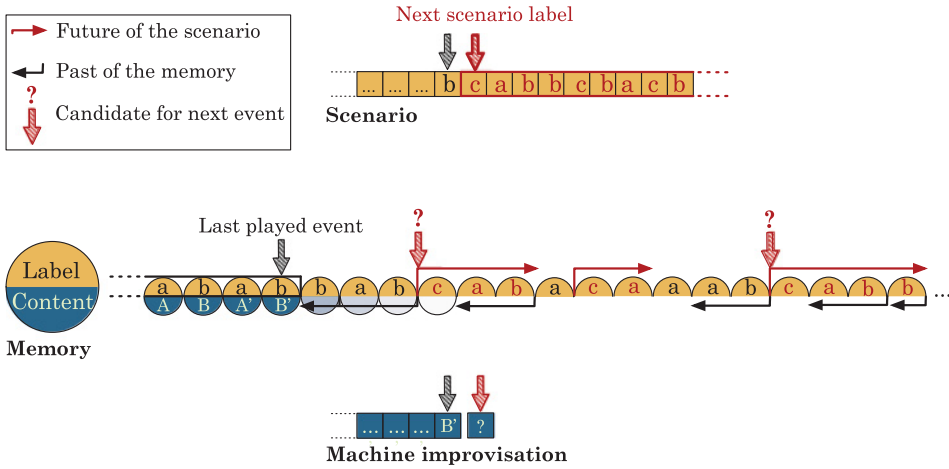 Next scenario label
Future of the scenario
Past of the memory
?
Candidate for next event
... ... ... b c a b b c b a c b
Scenario
? ?
Last played event
Label
Content
a b a b b a b c a b a c a a a b c a b b ...
A B A' B'
Memory
... ... ... B' ?
Machine improvisation